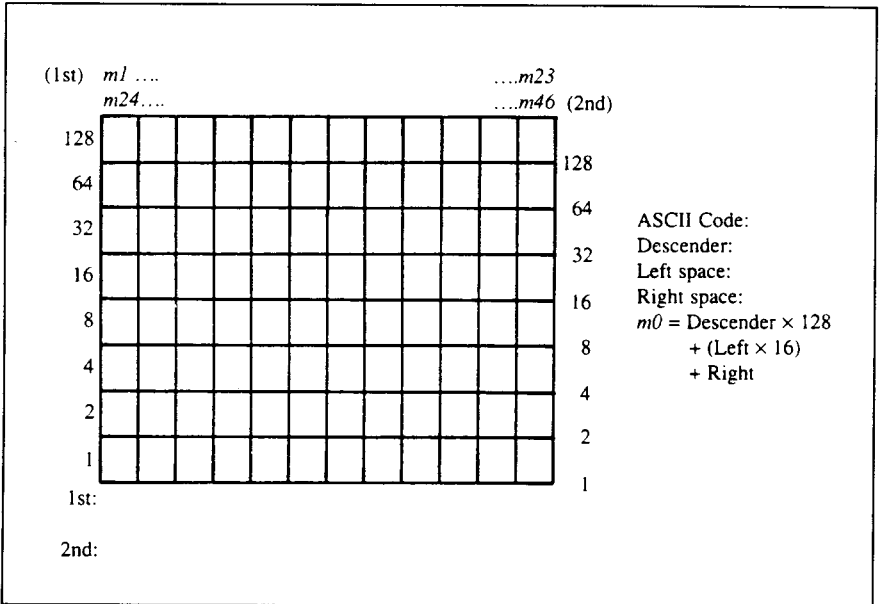 (1st) m1 .... ....m23
m24.... ....m46 (2nd)
128
128
64
64
32
32
16
16
8
8
4
4
2
2
1
1
1st:
2nd:
ASCII Code:
Descender:
Left space:
Right space:
m0 = Descender × 128
+ (Left × 16)
+ Right